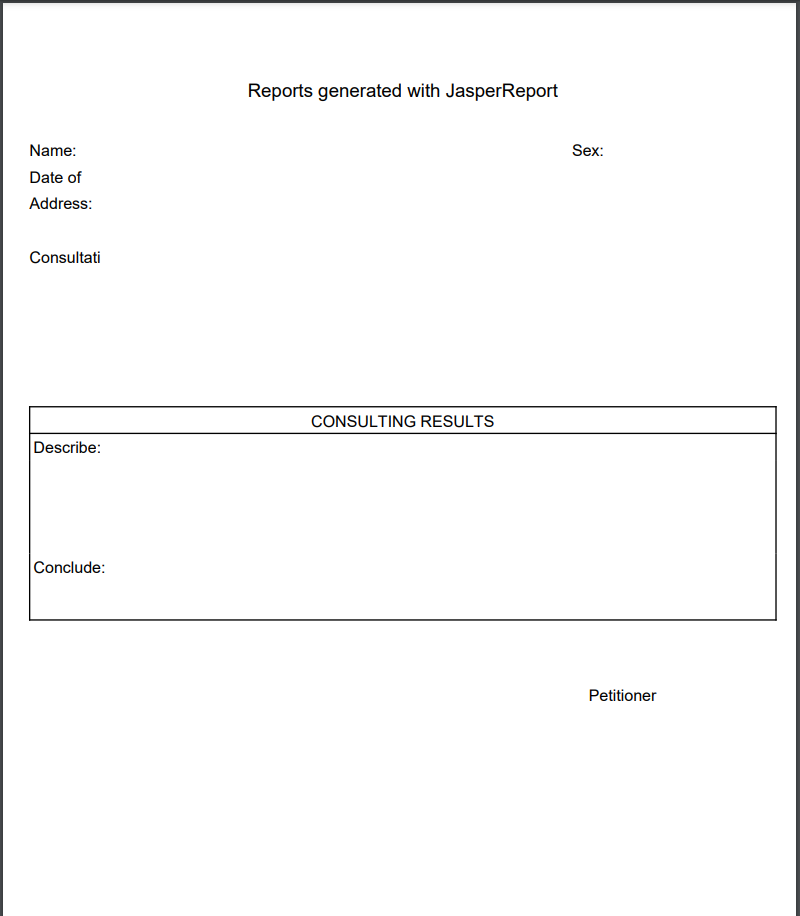 Reports generated with JasperReport
Name:
Sex:
Date of
Address:
Consultati
CONSULTING RESULTS
Describe:
Conclude:
Petitioner